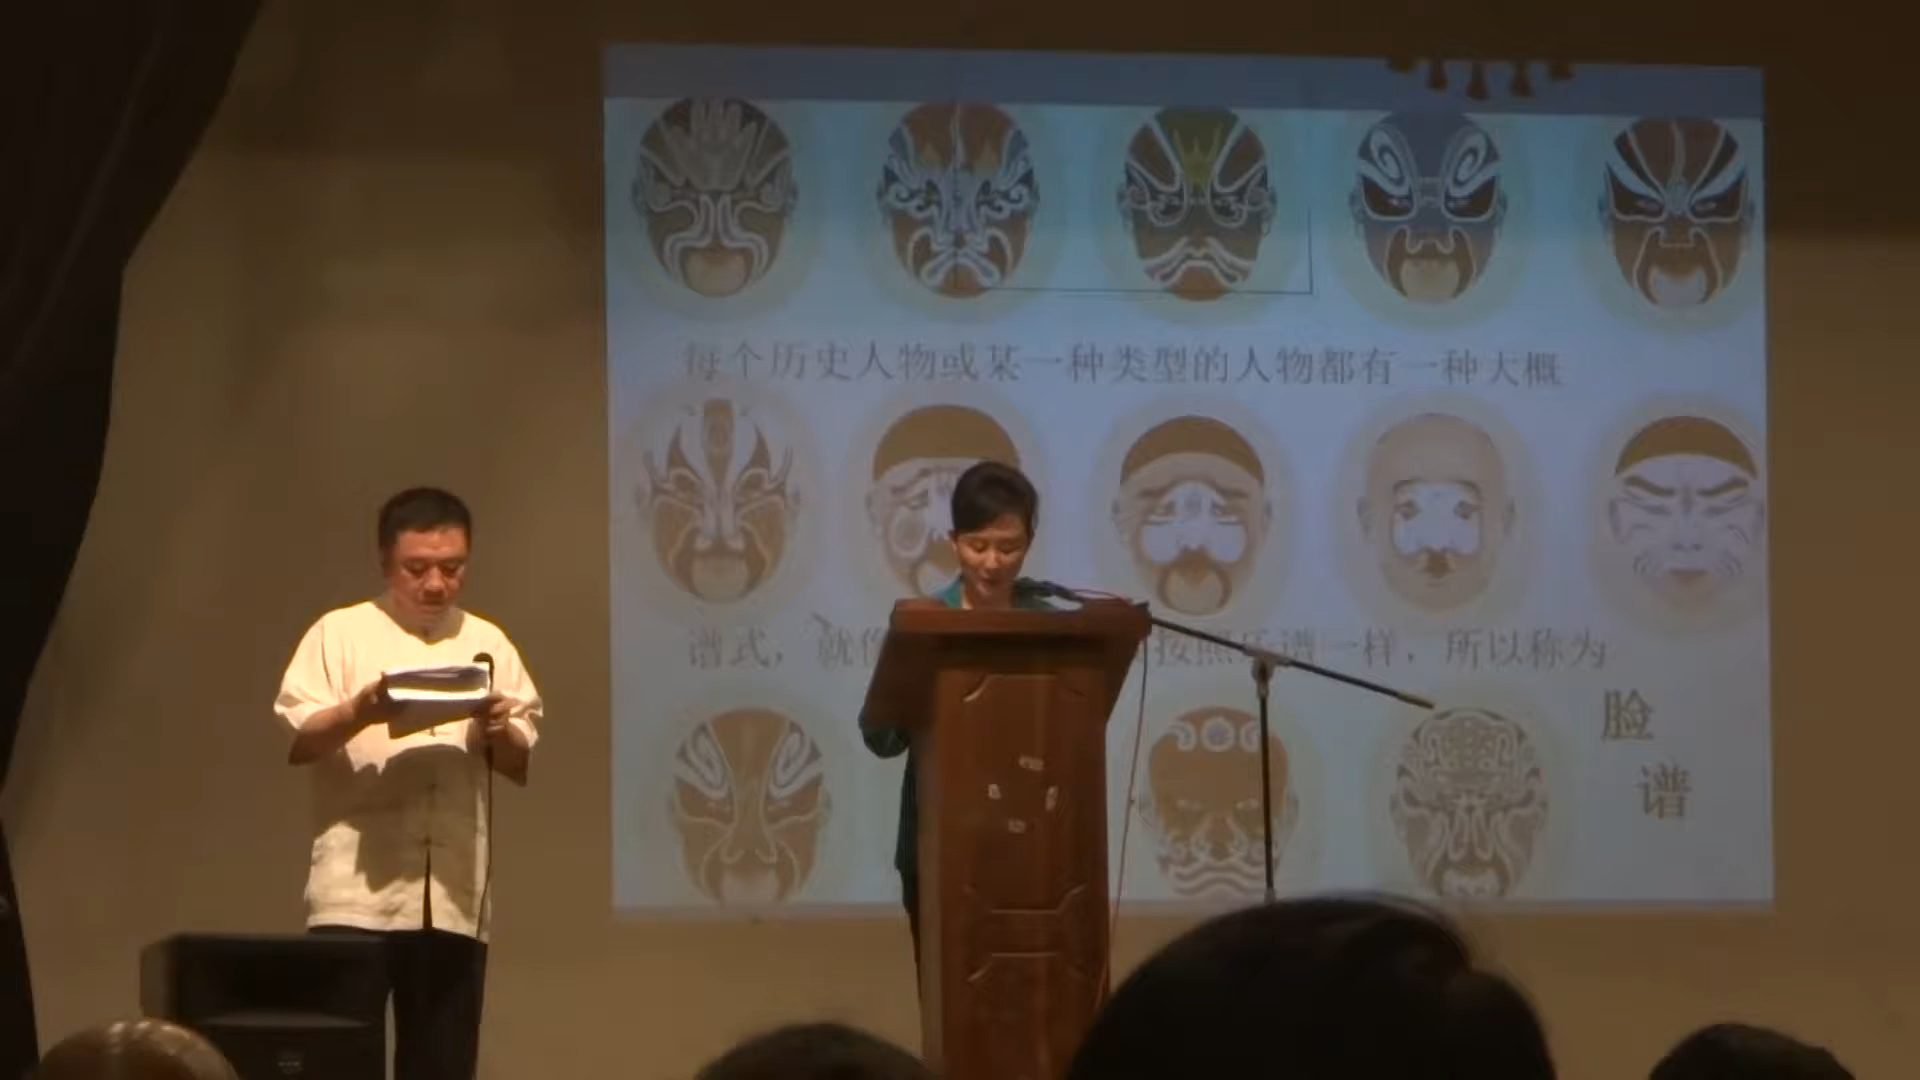 每个历史人物或某一种类型的人物都有一种大概
谱式，就像 按照乐谱一样，所以称为
脸
谱